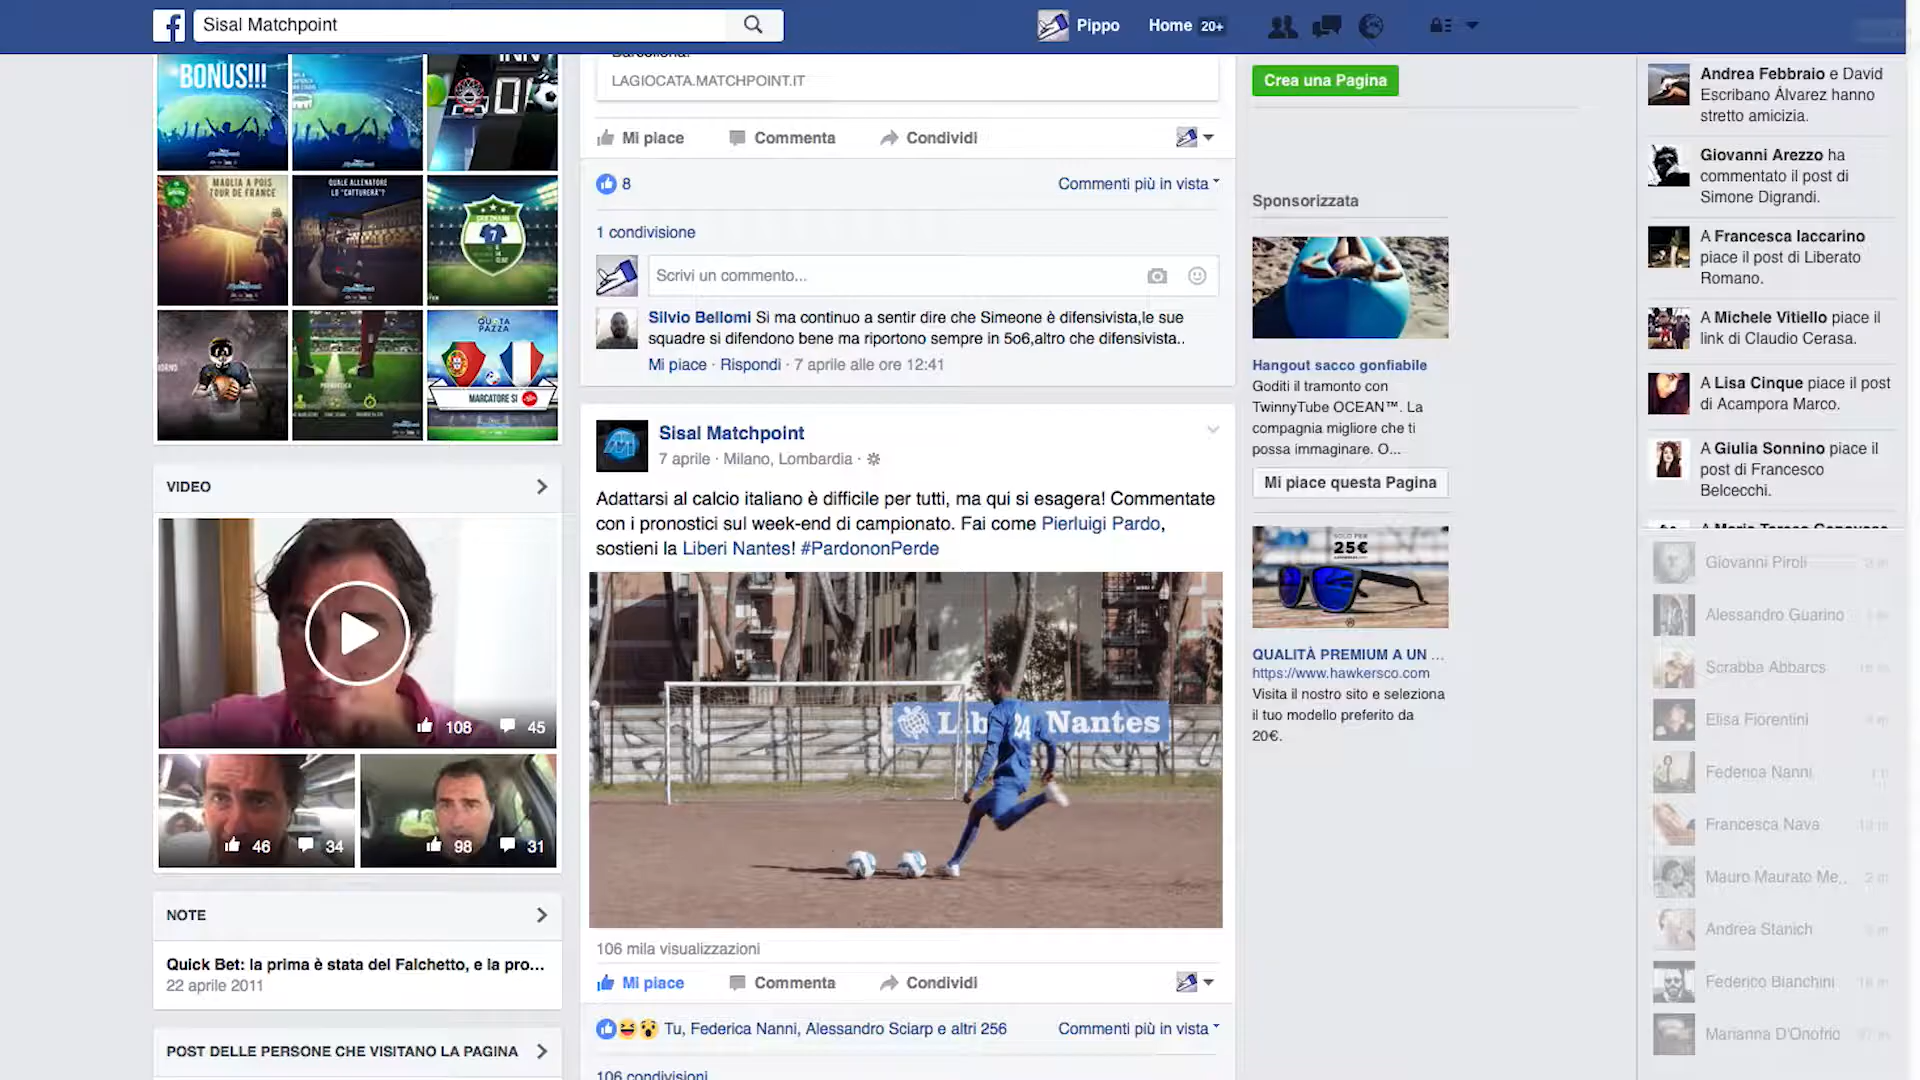 Sisal Matchpoint
Pippo
Home 20+
BONUS!!!
MAGLIA A POIS
TOUR DE FRANCE
QUALE ALLENATORE
LO "CATTURERÀ"?
GRIEZMANN
7
QUOTA
PAZZA
MARCATORE SI
VIDEO
108
45
46
34
98
31
NOTE
Quick Bet: la prima è stata del Falchetto, e la pro...
22 aprile 2011
POST DELLE PERSONE CHE VISITANO LA PAGINA
LAGIOCATA.MATCHPOINT.IT
Mi piace
Commenta
Condividi
8
Commenti più in vista
1 condivisione
Scrivi un commento...
Silvio Bellomi Si ma continuo a sentir dire che Simeone è difensivista,le sue
squadre si difendono bene ma riportono sempre in 5o6,altro che difensivista..
Mi piace · Rispondi · 7 aprile alle ore 12:41
Sisal Matchpoint
7 aprile · Milano, Lombardia ·
Adattarsi al calcio italiano è difficile per tutti, ma qui si esagera! Commentate
con i pronostici sul week-end di campionato. Fai come Pierluigi Pardo,
sostieni la Liberi Nantes! #PardononPerde
Lib
24
Nantes
106 mila visualizzazioni
Mi piace
Commenta
Condividi
Tu, Federica Nanni, Alessandro Sciarp e altri 256
Commenti più in vista
106 condivisioni
Crea una Pagina
Sponsorizzata
Hangout sacco gonfiabile
Goditi il tramonto con
TwinnyTube OCEAN™. La
compagnia migliore che ti
possa immaginare. O...
Mi piace questa Pagina
SOLO PER
25€
QUALITÀ PREMIUM A UN ...
https://www.hawkersco.com
Visita il nostro sito e seleziona
il tuo modello preferito da
20€.
Andrea Febbraio e David
Escribano Álvarez hanno
stretto amicizia.
Giovanni Arezzo ha
commentato il post di
Simone Digrandi.
A Francesca Iaccarino
piace il post di Liberato
Romano.
A Michele Vitiello piace il
link di Claudio Cerasa.
A Lisa Cinque piace il post
di Acampora Marco.
A Giulia Sonnino piace il
post di Francesco
Belcecchi.
Giovanni Piroli
Alessandro Guarino
Scrabba Abbarcs
Elisa Fiorentini
Federica Nanni
Francesca Nava
Mauro Maurato Me...
Andrea Stanich
Federico Bianchini
Marianna D'Onofrio